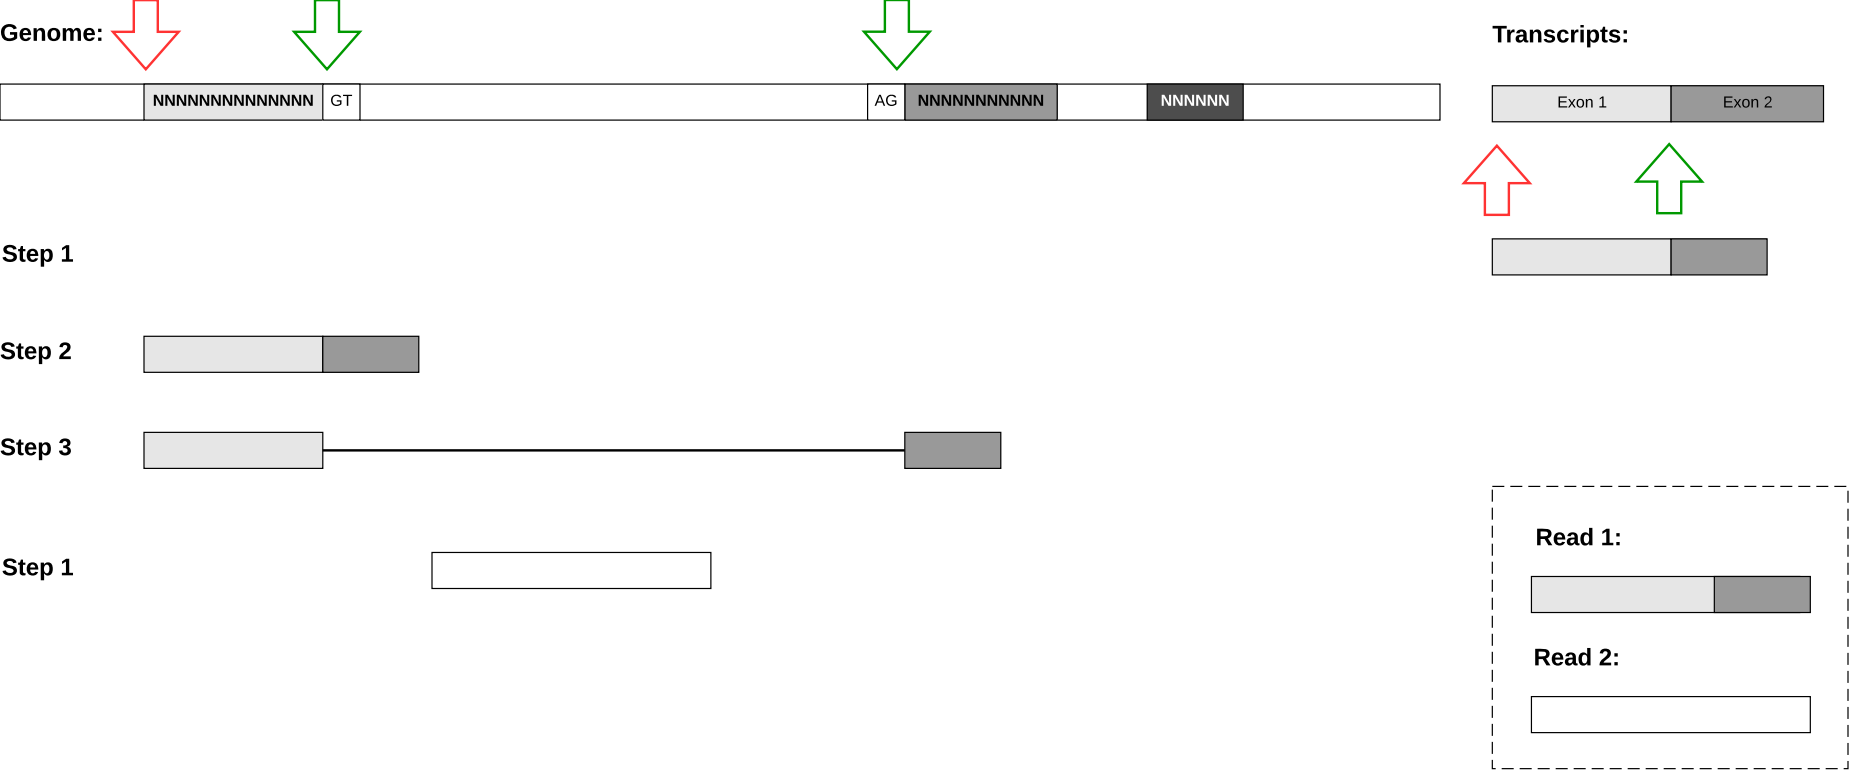 Genome:
Transcripts:
NNNNNNNNNNNNNN GT AG NNNNNNNNNNN NNNNNN
Exon 1 Exon 2
Step 1
Step 2
Step 3
Read 1:
Step 1
Read 2: